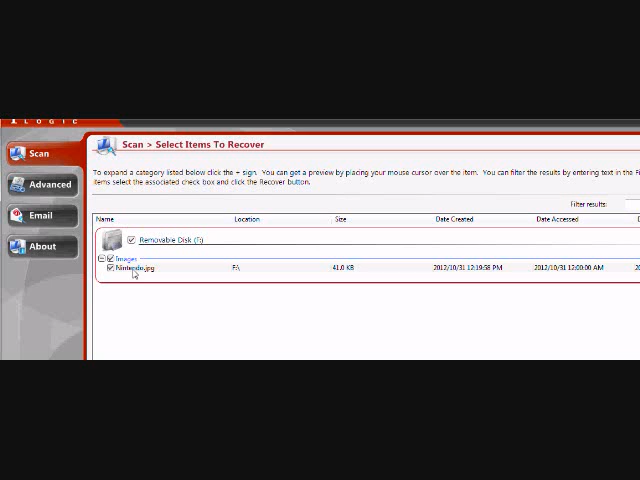 LOGIC
Scan
Advanced
Email
About
Scan > Select Items To Recover
To expand a category listed below click the + sign. You can get a preview by placing your mouse cursor over the item. You can filter the results by entering text in the
items select the associated check box and click the Recover button.
Filter results:
Name Location Size Date Created Date Accessed
Removable Disk (F:)
Images
Nintendo.jpg F:\ 41.0 KB 2012/10/31 12:19:58 PM 2012/10/31 12:00:00 AM